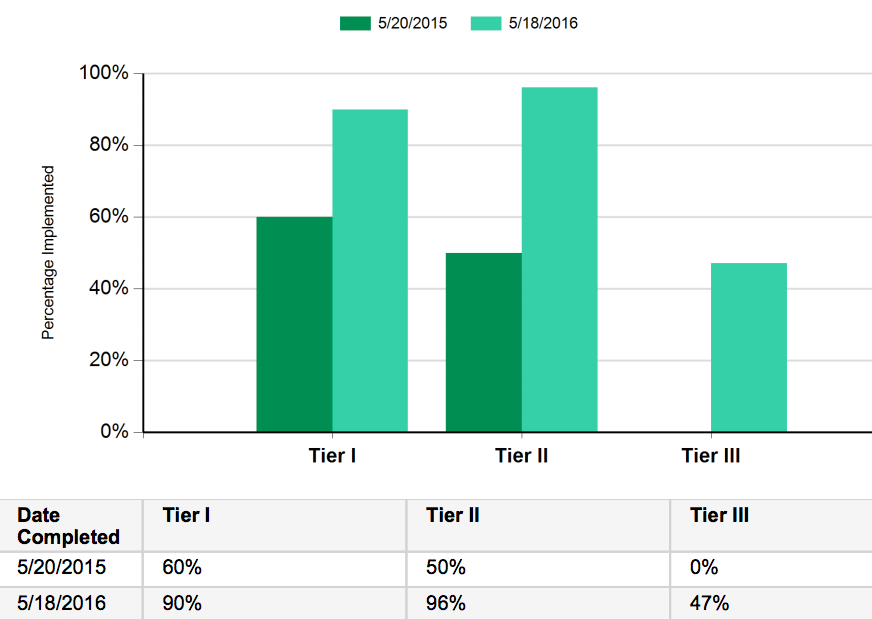 5/20/2015 5/18/2016
100%
80%
60%
40%
20%
0%
Percentage Implemented
Tier I Tier II Tier III
Date Completed Tier I Tier II Tier III
5/20/2015 60% 50% 0%
5/18/2016 90% 96% 47%